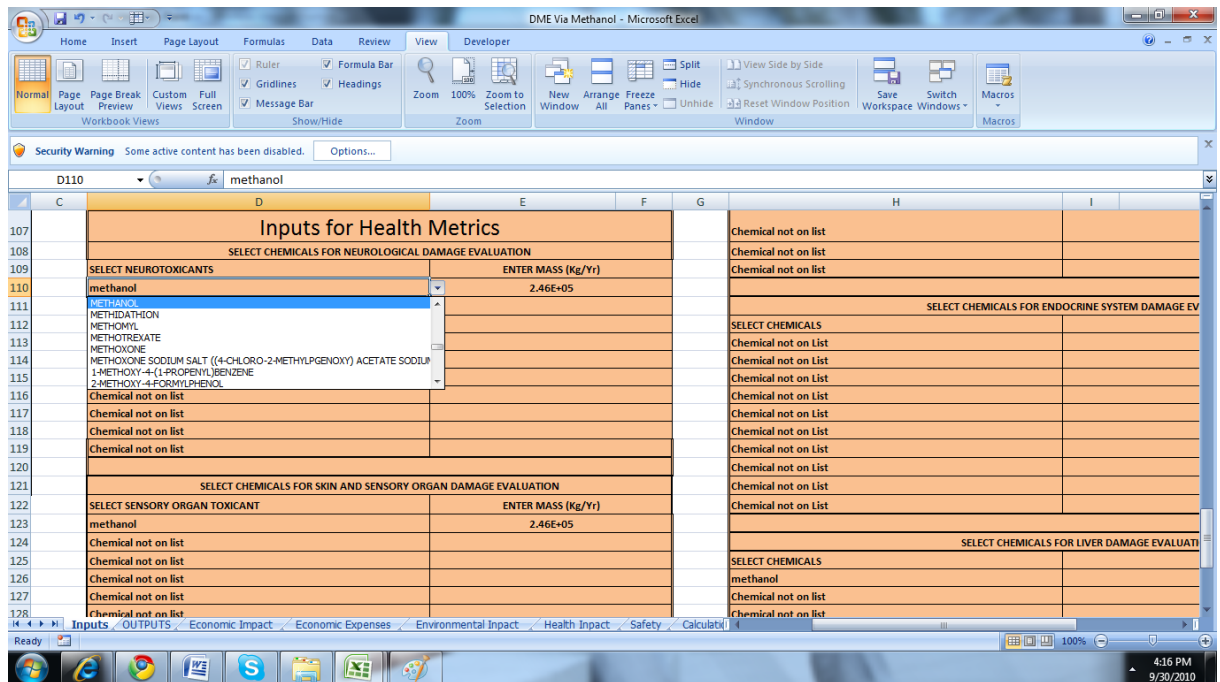 DME Via Methanol - Microsoft Excel
Home Insert Page Layout Formulas Data Review View Developer
Normal Page Layout Page Break Preview Custom Views Full Screen
Workbook Views
Ruler Formula Bar
Gridlines Headings
Message Bar
Show/Hide
Zoom 100% Zoom to Selection
Zoom
New Window Arrange All Freeze Panes
Split
Hide
Unhide
View Side by Side
Synchronous Scrolling
Reset Window Position
Save Workspace Switch Windows
Window
Macros
Macros
Security Warning Some active content has been disabled. Options...
D110 fx methanol
C D E F G H I
107 Inputs for Health Metrics Chemical not on list
108 SELECT CHEMICALS FOR NEUROLOGICAL DAMAGE EVALUATION Chemical not on list
109 SELECT NEUROTOXICANTS ENTER MASS (Kg/Yr) Chemical not on list
110 methanol 2.46E+05
111 METHANOL SELECT CHEMICALS FOR ENDOCRINE SYSTEM DAMAGE EV
METHIDATHION
112 METHOMYL SELECT CHEMICALS
113 METHOTREXATE Chemical not on List
METHOXONE
114 METHOXONE SODIUM SALT ((4-CHLORO-2-METHYLPGENOXY) ACETATE SODIUM Chemical not on List
115 1-METHOXY-4-(1-PROPENYL)BENZENE Chemical not on List
2-METHOXY-4-FORMYLPHENOL
116 Chemical not on list Chemical not on List
117 Chemical not on list Chemical not on List
118 Chemical not on list Chemical not on List
119 Chemical not on list Chemical not on List
120 Chemical not on List
121 SELECT CHEMICALS FOR SKIN AND SENSORY ORGAN DAMAGE EVALUATION Chemical not on List
122 SELECT SENSORY ORGAN TOXICANT ENTER MASS (Kg/Yr) Chemical not on List
123 methanol 2.46E+05
124 Chemical not on list SELECT CHEMICALS FOR LIVER DAMAGE EVALUATI
125 Chemical not on list SELECT CHEMICALS
126 Chemical not on list methanol
127 Chemical not on list Chemical not on list
128 Chemical not on list Chemical not on list
Inputs OUTPUTS Economic Impact Economic Expenses Environmental Inpact Health Inpact Safety Calculati
Ready 100%
4:16 PM
9/30/2010